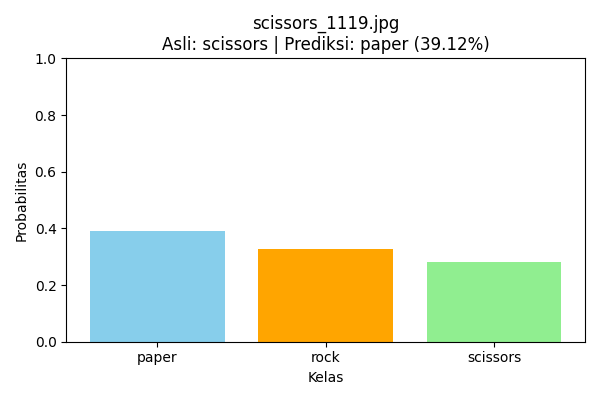 scissors_1119.jpg
Asli: scissors | Prediksi: paper (39.12%)
1.0
0.8
0.6
0.4
0.2
0.0
Probabilitas
paper rock scissors
Kelas